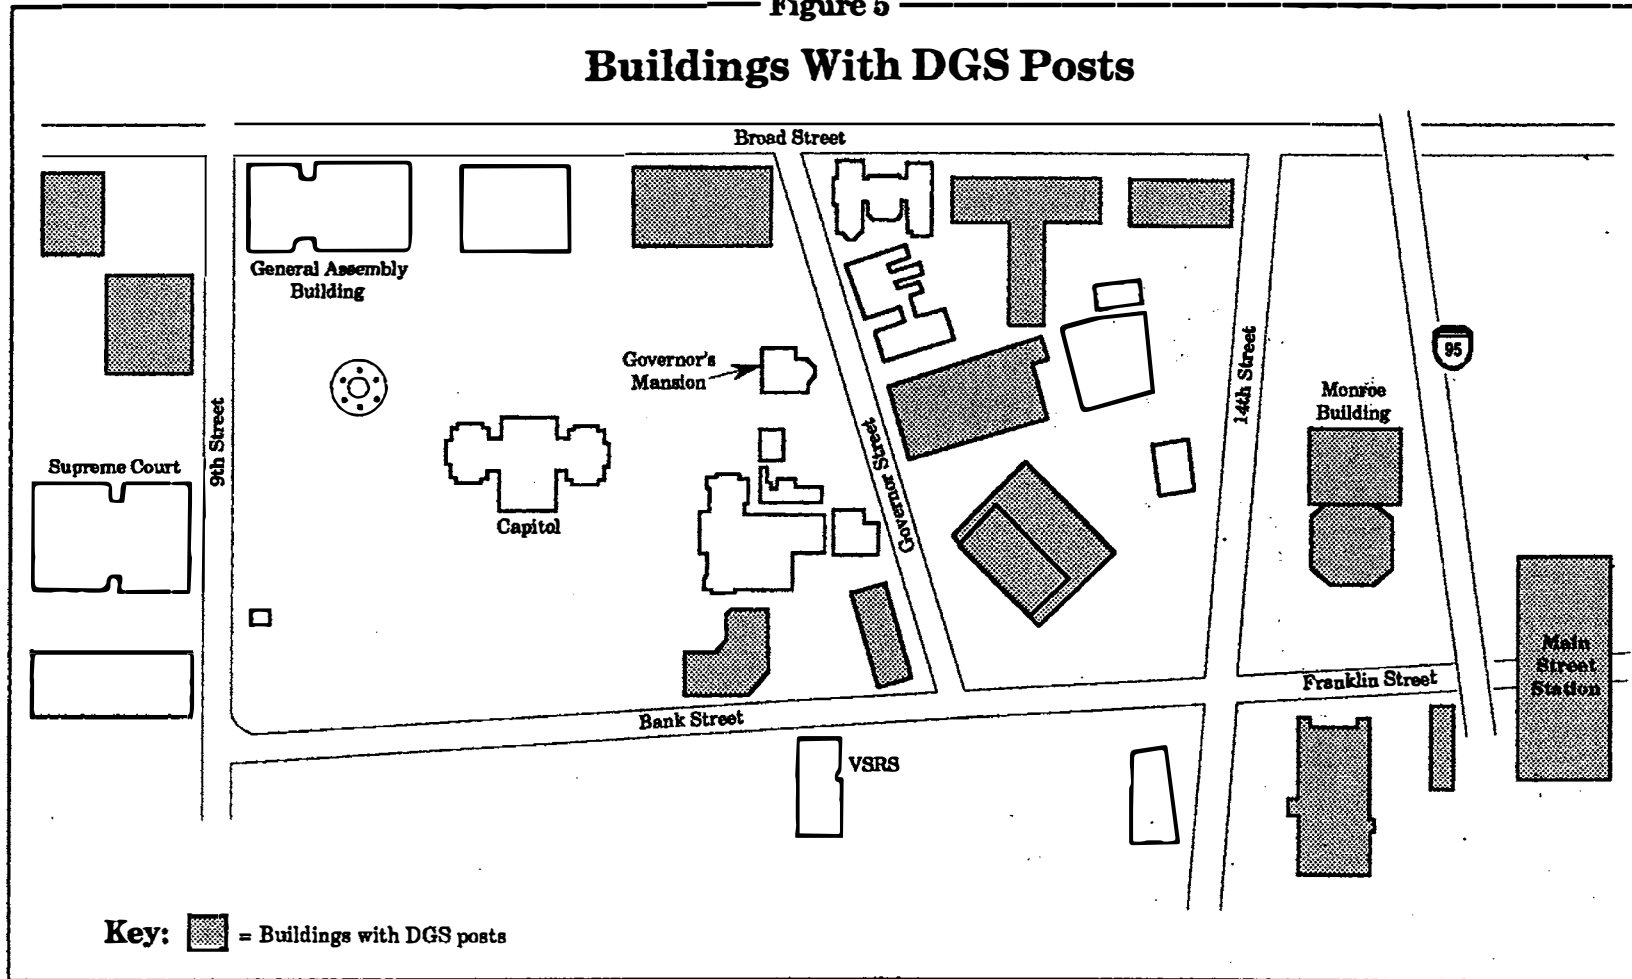 Figure 5
Buildings With DGS Posts
Broad Street
General Assembly
Building
Governor's
Mansion
95
14th Street
Monroe
Building
9th Street
Governor Street
Supreme Court
Capitol
Main
Street
Station
Franklin Street
Bank Street
VSRS
Key: = Buildings with DGS posts